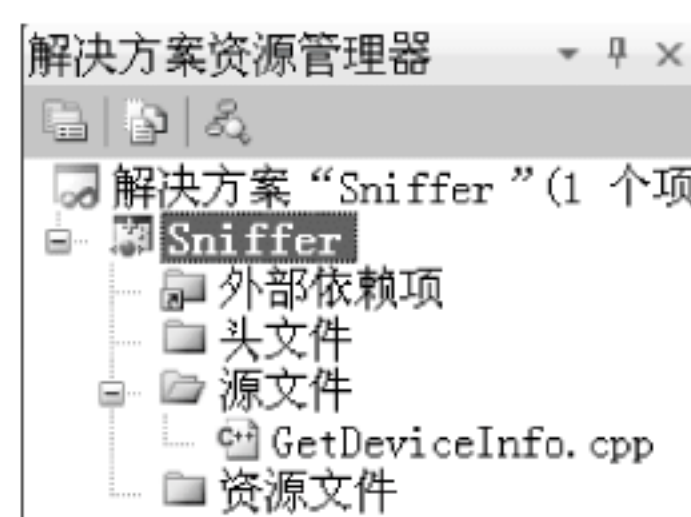 解决方案资源管理器
解决方案“Sniffer”(1 个项
Sniffer
外部依赖项
头文件
源文件
C++ GetDeviceInfo.cpp
资源文件